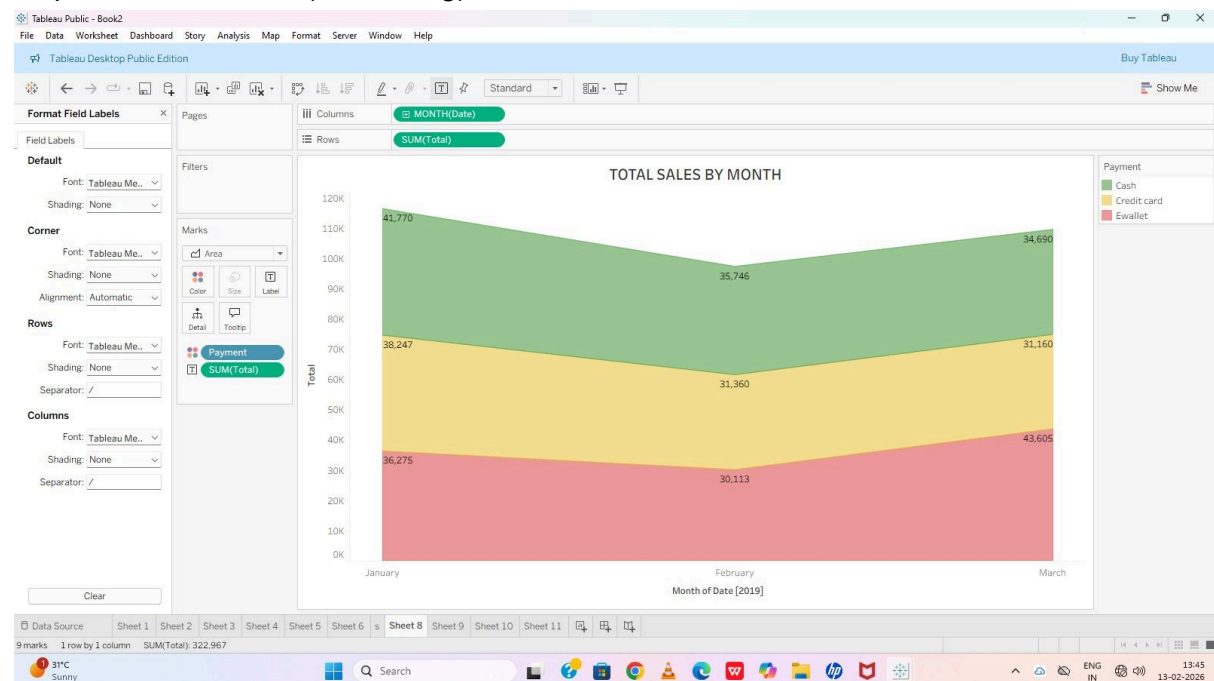 Tableau Public - Book2
File Data Worksheet Dashboard Story Analysis Map Format Server Window Help
Tableau Desktop Public Edition
Buy Tableau
Standard
Show Me
Format Field Labels
Field Labels
Default
Font: Tableau Me..
Shading: None
Corner
Font: Tableau Me..
Shading: None
Alignment: Automatic
Rows
Font: Tableau Me..
Shading: None
Separator: /
Columns
Font: Tableau Me..
Shading: None
Separator: /
Clear
Pages
Filters
Marks
Area
Color Size Label
Detail Tooltip
Payment
SUM(Total)
Columns MONTH(Date)
Rows SUM(Total)
TOTAL SALES BY MONTH
120K
110K
100K
90K
80K
70K
60K
50K
40K
30K
20K
10K
0K
Total
41,770
35,746
34,690
38,247
31,360
31,160
36,275
30,113
43,605
January February March
Month of Date [2019]
Payment
Cash
Credit card
Ewallet
Data Source Sheet 1 Sheet 2 Sheet 3 Sheet 4 Sheet 5 Sheet 6 s Sheet 8 Sheet 9 Sheet 10 Sheet 11
9 marks 1 row by 1 column SUM(Total): 322,967
1
31°C
Sunny
Search
ENG
IN
13:45
13-02-2026